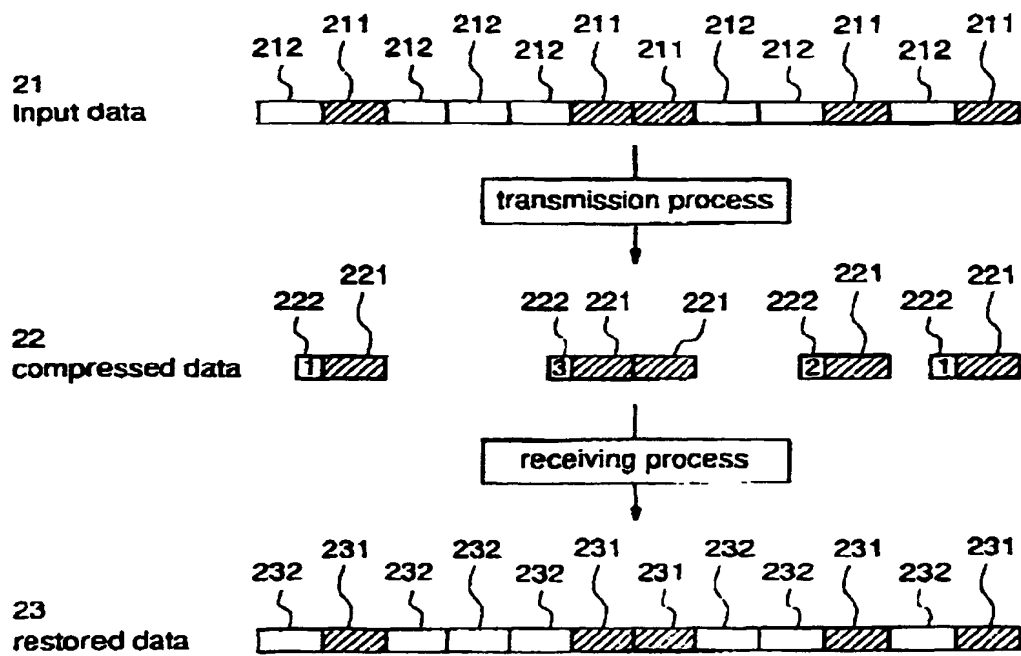 212 211 212 212 212 211 211 212 212 211 212 211
21
Input data
transmission process
222 221 222 221 221 222 221 222 221
22
compressed data
1 3 2 1
receiving process
232 231 232 232 232 231 231 232 232 231 232 231
23
restored data